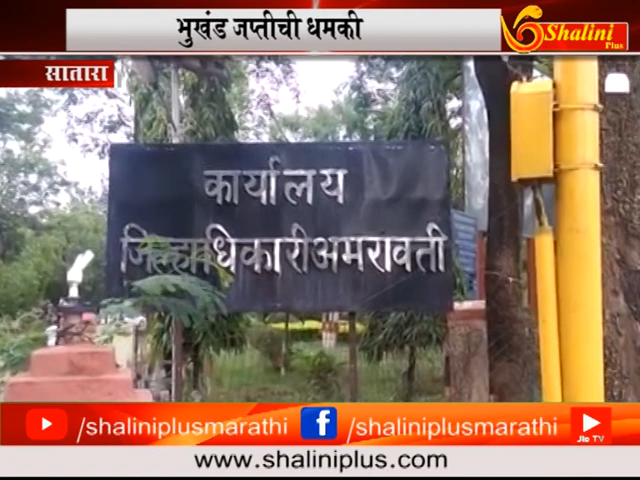 भुखंड जप्तीची धमकी
Shalini
Plus
सातारा
कार्यालय
जिल्हाधिकारी अमरावती
/shaliniplusmarathi
/shaliniplusmarathi
Jio TV
www.shaliniplus.com